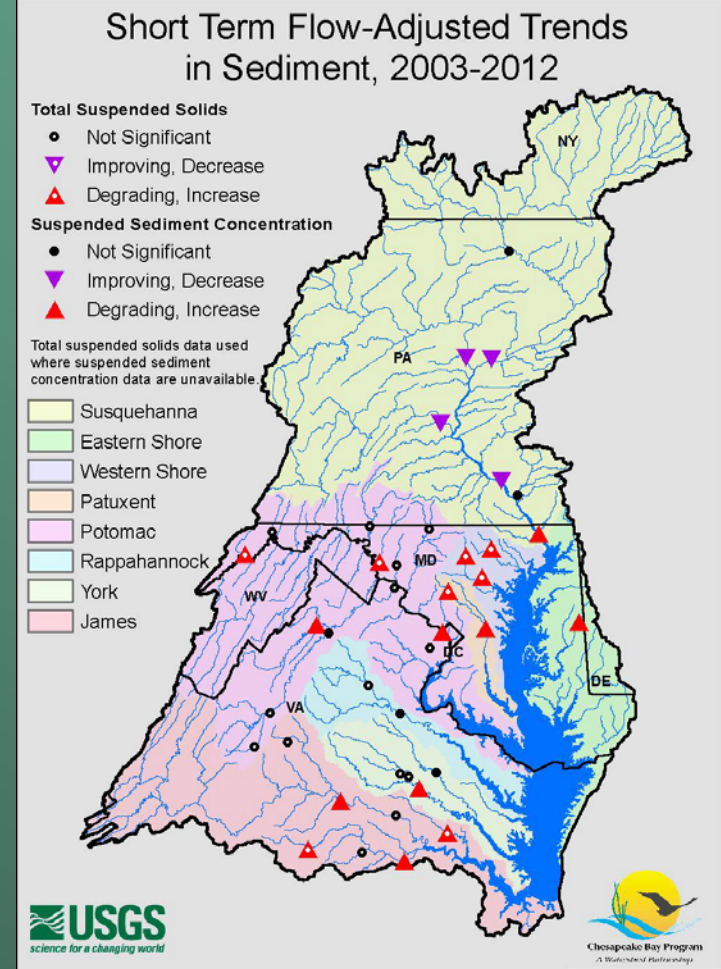 Short Term Flow-Adjusted Trends
in Sediment, 2003-2012
Total Suspended Solids
Not Significant
Improving, Decrease
Degrading, Increase
Suspended Sediment Concentration
Not Significant
Improving, Decrease
Degrading, Increase
Total suspended solids data used
where suspended sediment
concentration data are unavailable.
Susquehanna
Eastern Shore
Western Shore
Patuxent
Potomac
Rappahannock
York
James
NY
PA
MD
WV
DC
DE
VA
USGS
science for a changing world
Chesapeake Bay Program
A Watershed Partnership